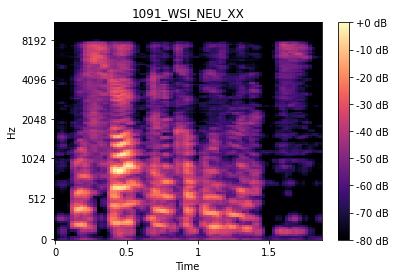 1091_WSI_NEU_XX
8192
4096
2048
1024
512
0
Hz
0
0.5
1
1.5
Time
+0 dB
-10 dB
-20 dB
-30 dB
-40 dB
-50 dB
-60 dB
-70 dB
-80 dB